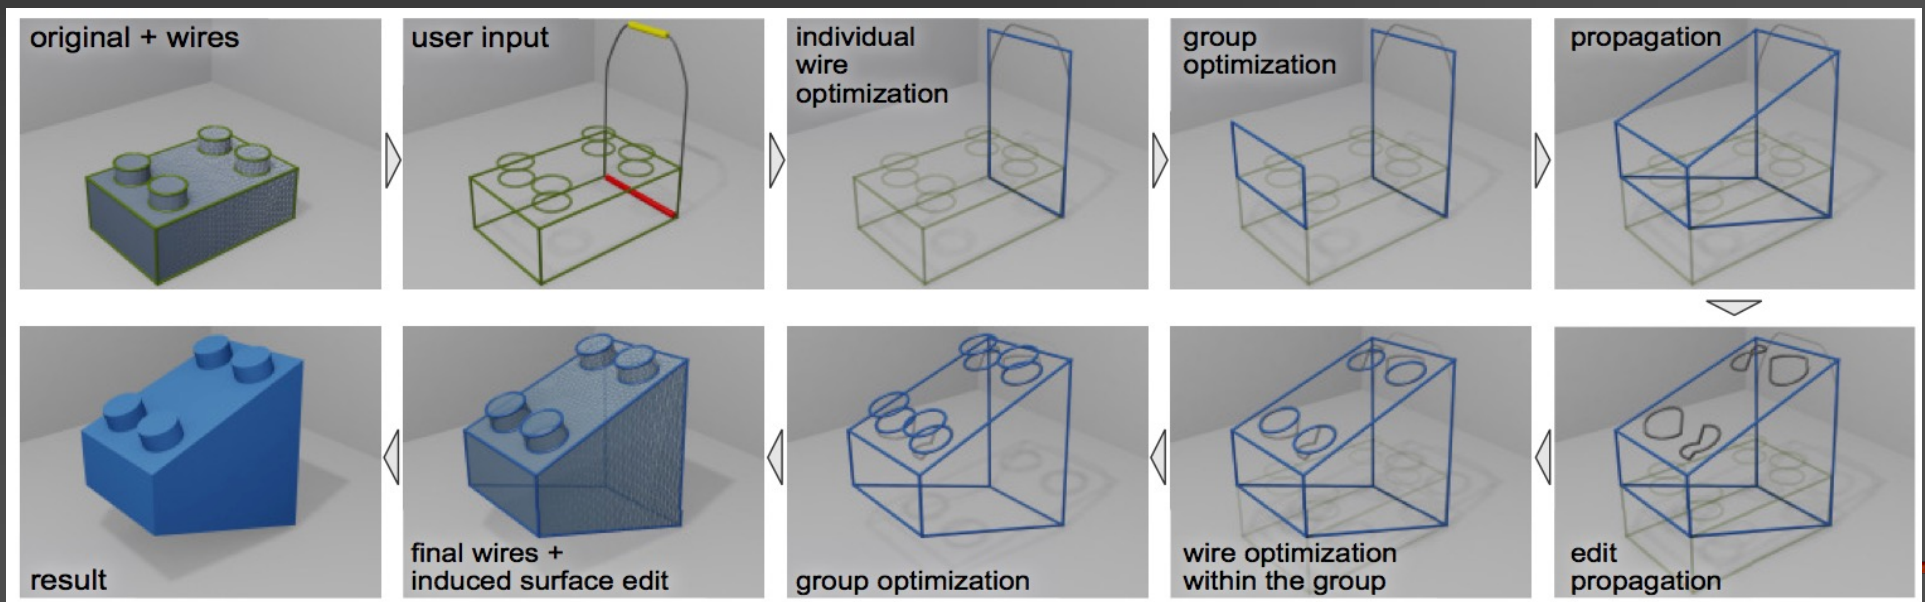 original + wires
user input
individual
wire
optimization
group
optimization
propagation
edit
propagation
wire optimization
within the group
group optimization
final wires +
induced surface edit
result